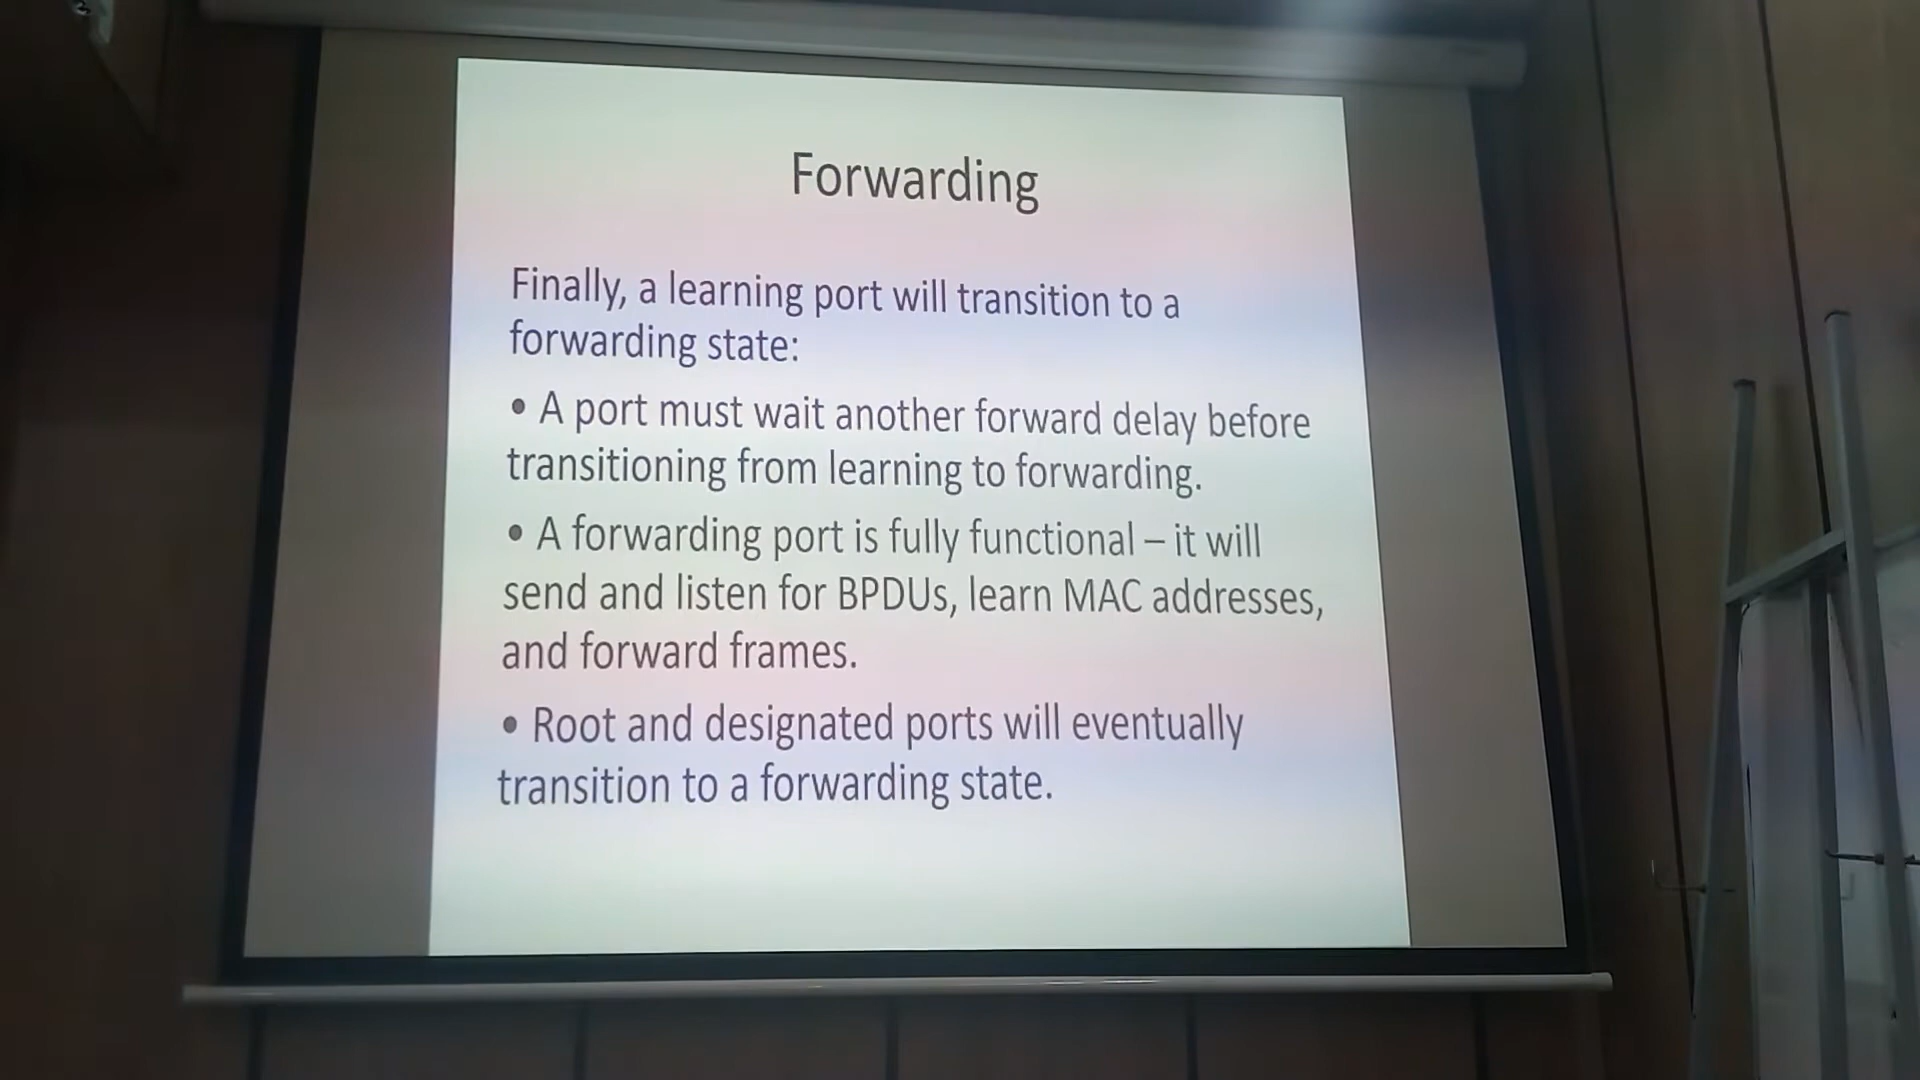 Forwarding
Finally, a learning port will transition to a
forwarding state:
• A port must wait another forward delay before
transitioning from learning to forwarding.
• A forwarding port is fully functional – it will
send and listen for BPDUs, learn MAC addresses,
and forward frames.
• Root and designated ports will eventually
transition to a forwarding state.